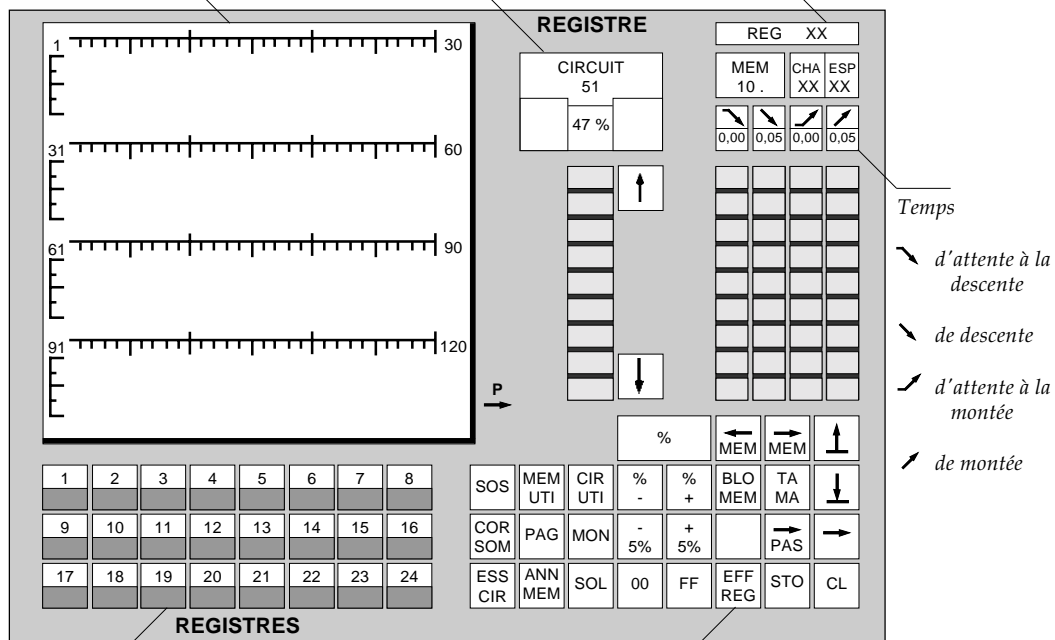 REGISTRE
REG XX
1 30
CIRCUIT
51
47 %
MEM
10 .
CHA
XX
ESP
XX
0,00 0,05 0,00 0,05
31 60
61 90
91 120
P
Temps
d'attente à la
descente
de descente
d'attente à la
montée
de montée
%
MEM
MEM
1 2 3 4 5 6 7 8
SOS
MEM
UTI
CIR
UTI
%
-
%
+
BLO
MEM
TA
MA
9 10 11 12 13 14 15 16
COR
SOM
PAG
MON
-
5%
+
5%
PAS
17 18 19 20 21 22 23 24
ESS
CIR
ANN
MEM
SOL
00
FF
EFF
REG
STO
CL
REGISTRES